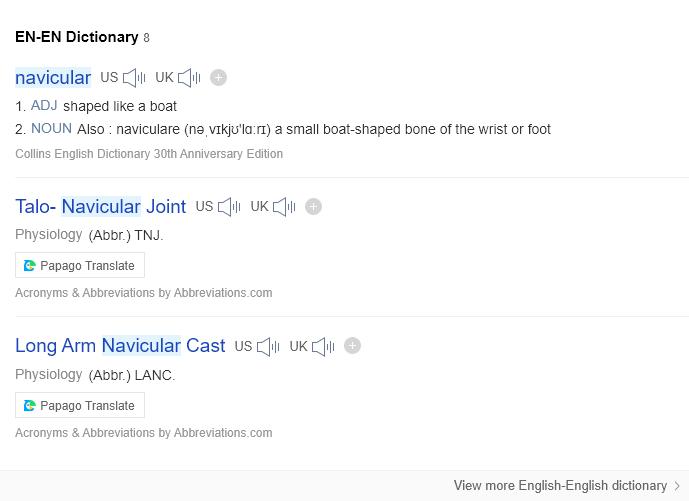 EN-EN Dictionary 8
navicular US UK
1. ADJ shaped like a boat
2. NOUN Also : naviculare (nəˌvɪkjʊ'lɑːrɪ) a small boat-shaped bone of the wrist or foot
Collins English Dictionary 30th Anniversary Edition
Talo- Navicular Joint US UK
Physiology (Abbr.) TNJ.
Papago Translate
Acronyms & Abbreviations by Abbreviations.com
Long Arm Navicular Cast US UK
Physiology (Abbr.) LANC.
Papago Translate
Acronyms & Abbreviations by Abbreviations.com
View more English-English dictionary